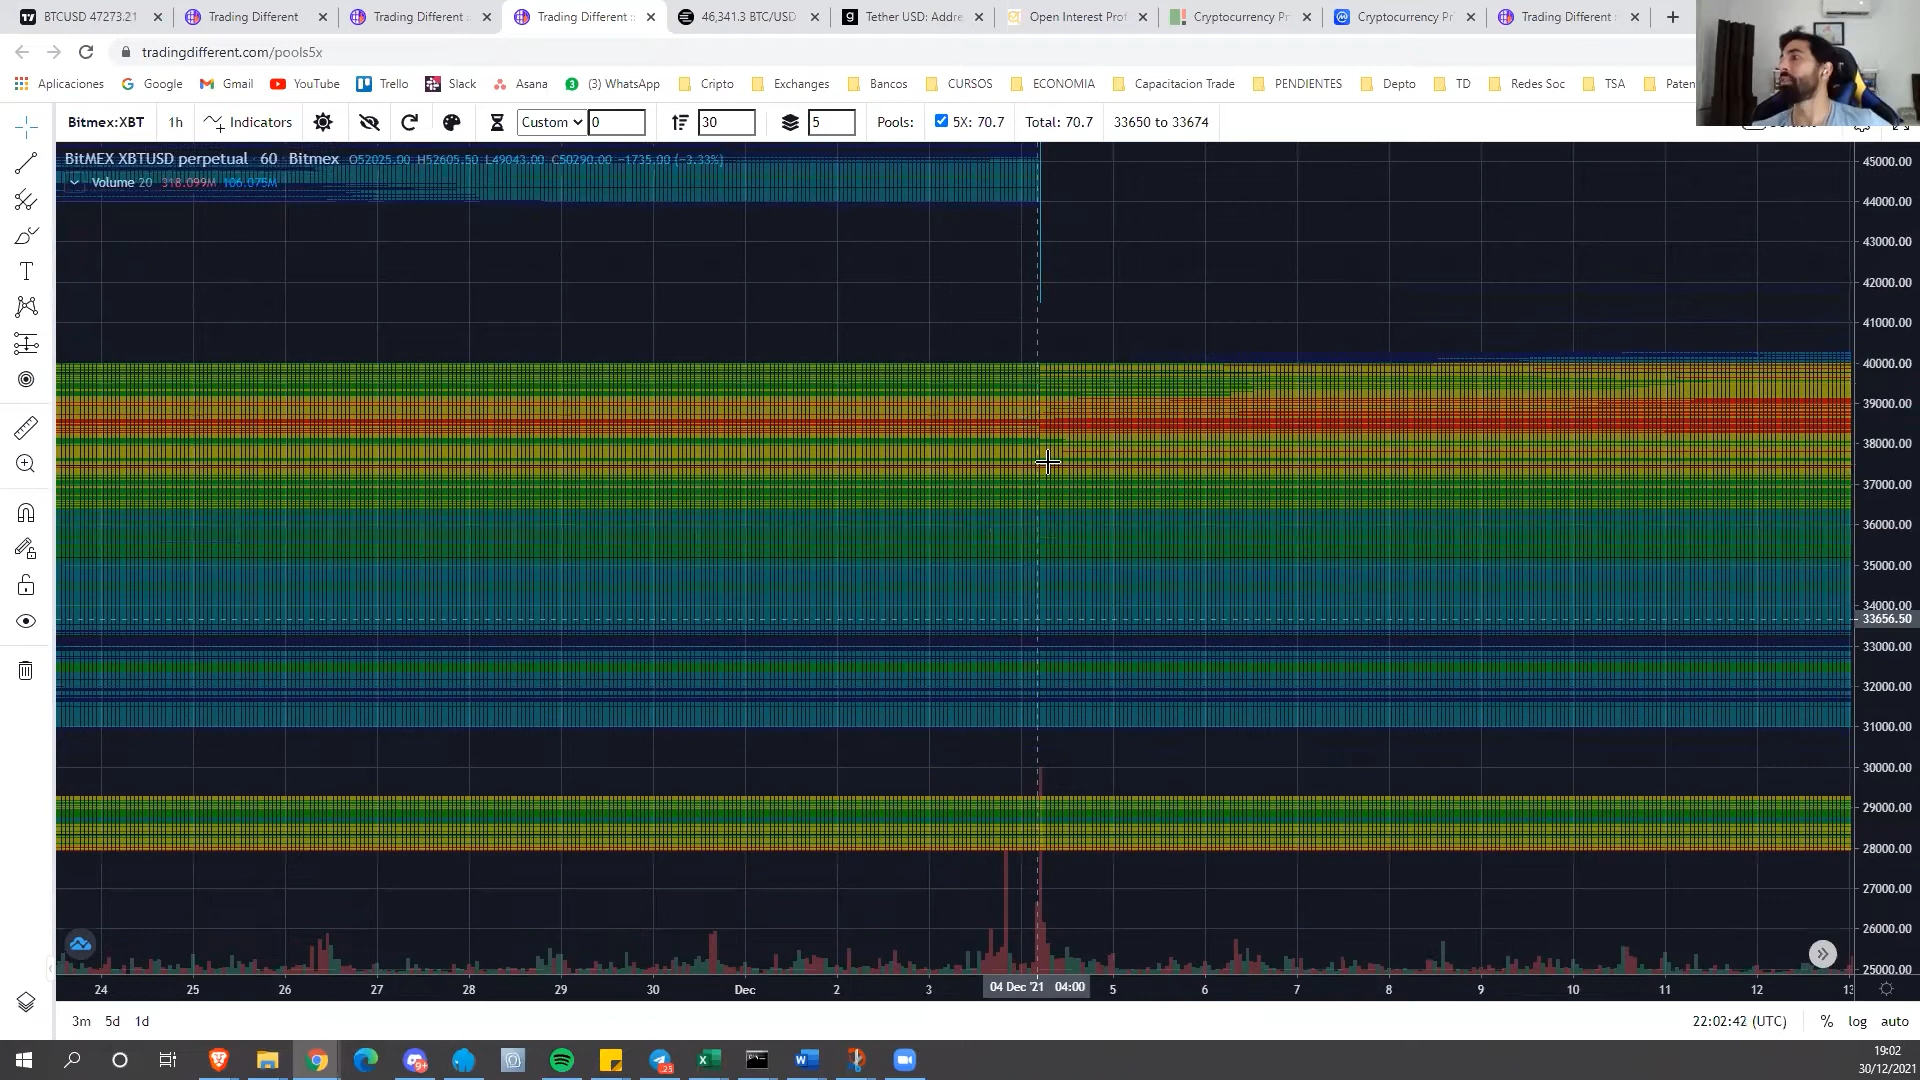 BTCUSD 47273.21
Trading Different
Trading Different :
Trading Different ::
46,341.3 BTC/USD
Tether USD: Addre
Open Interest Prof
Cryptocurrency Pr
Cryptocurrency Pr
Trading Different :
tradingdifferent.com/pools5x
Aplicaciones
Google
Gmail
YouTube
Trello
Slack
Asana
(3) WhatsApp
Cripto
Exchanges
Bancos
CURSOS
ECONOMIA
Capacitacion Trade
PENDIENTES
Depto
TD
Redes Soc
TSA
Paten
Bitmex:XBT
1h
Indicators
Custom
0
30
5
Pools:
5X: 70.7
Total: 70.7
33650 to 33674
BitMEX XBTUSD perpetual · 60 · Bitmex O52025.00 H52605.50 L49043.00 C50290.00 −1735.00 (−3.33%)
Volume 20 318.099M 106.075M
45000.00
44000.00
43000.00
42000.00
41000.00
40000.00
39000.00
38000.00
37000.00
36000.00
35000.00
34000.00
33656.50
33000.00
32000.00
31000.00
30000.00
29000.00
28000.00
27000.00
26000.00
25000.00
24 25 26 27 28 29 30 Dec 2 3 04 Dec '21 04:00 5 6 7 8 9 10 11 12 13
3m 5d 1d
22:02:42 (UTC) % log auto
19:02
30/12/2021